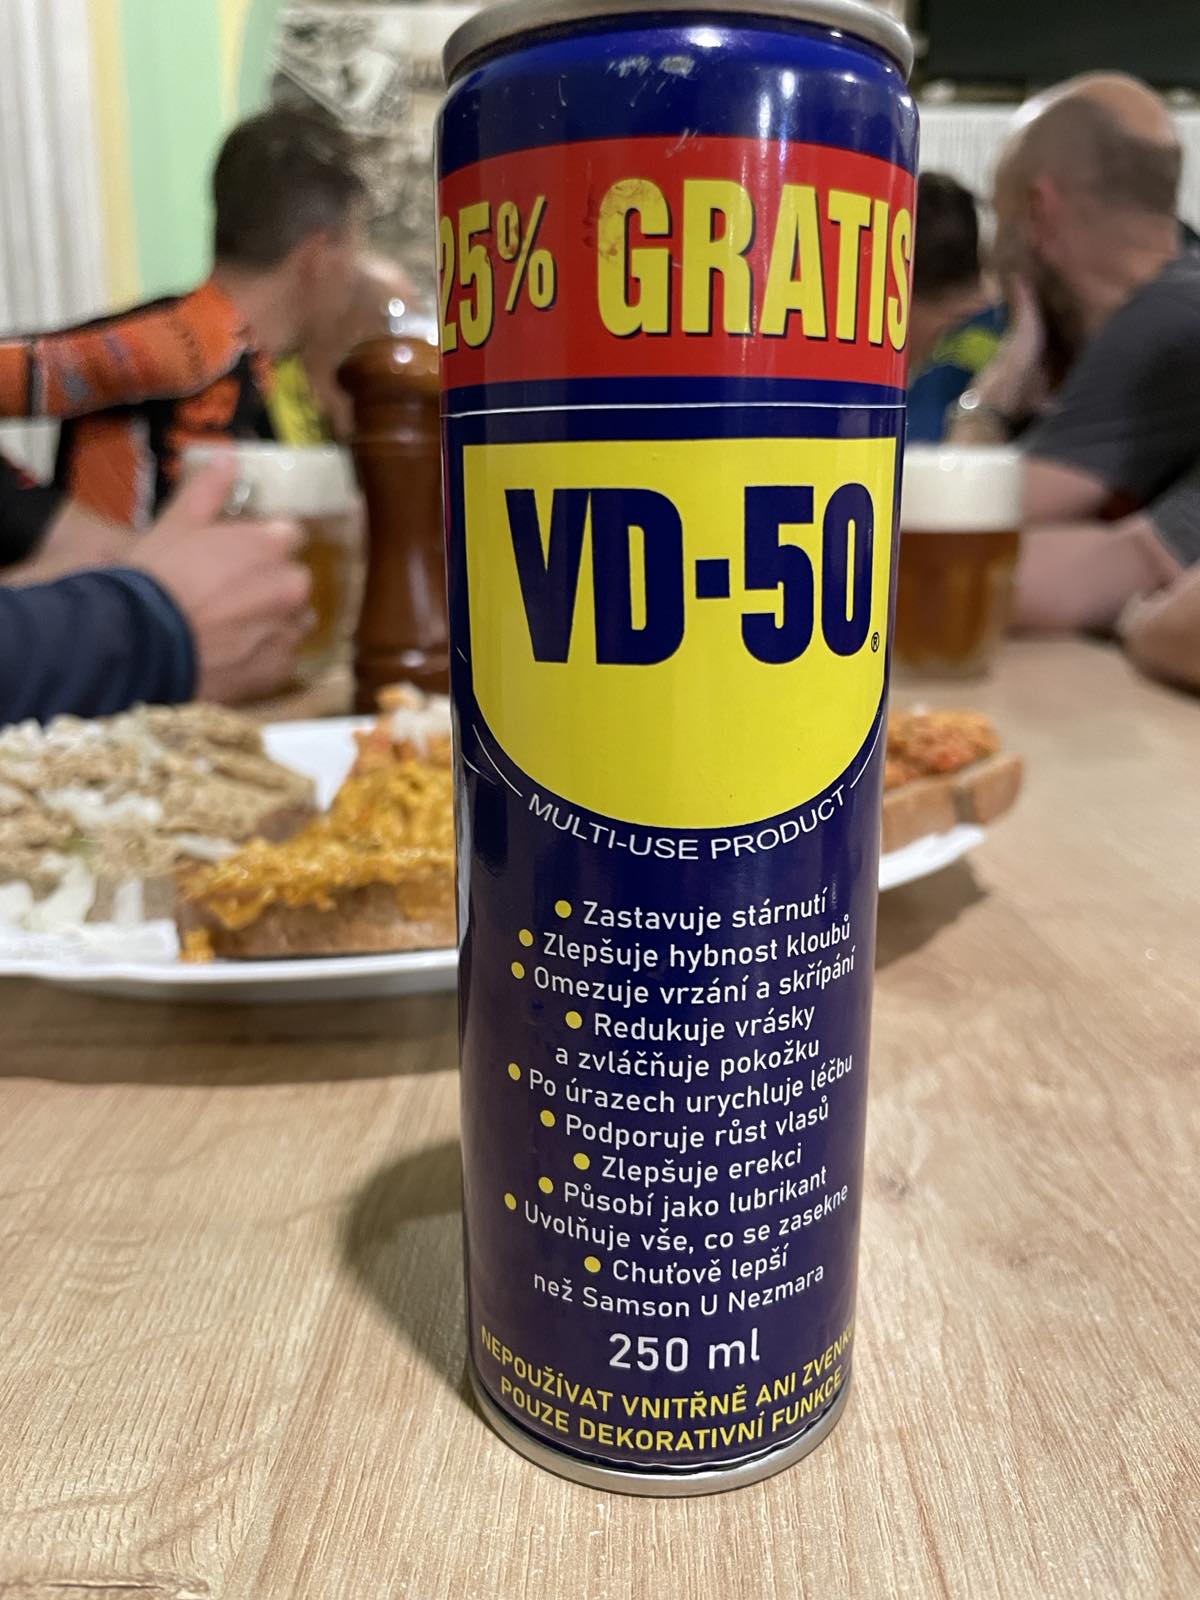 25% GRATIS
VD-50®
MULTI-USE PRODUCT
• Zastavuje stárnutí
• Zlepšuje hybnost kloubů
• Omezuje vrzání a skřípání
• Redukuje vrásky
a zvláčňuje pokožku
• Po úrazech urychluje léčbu
• Podporuje růst vlasů
• Zlepšuje erekci
• Působí jako lubrikant
• Uvolňuje vše, co se zasekne
• Chuťově lepší
než Samson U Nezmara
250 ml
NEPOUŽÍVAT VNITŘNĚ ANI ZVENKU
POUZE DEKORATIVNÍ FUNKCE